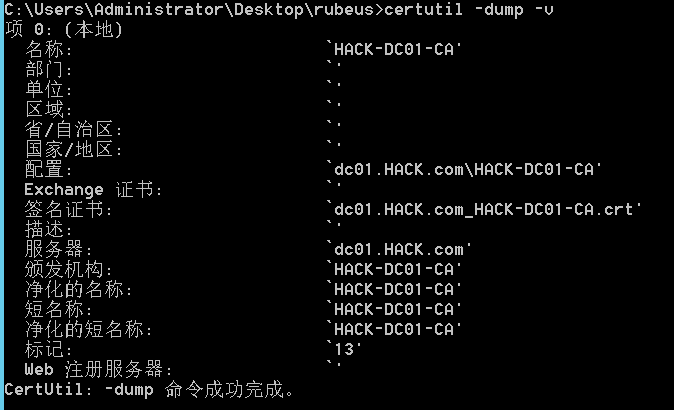 C:\Users\Administrator\Desktop\rubeus>certutil -dump -v
项 0: (本地)
名称: `HACK-DC01-CA'
部门: `'
单位: `'
区域: `'
省/自治区: `'
国家/地区: `'
配置: `dc01.HACK.com\HACK-DC01-CA'
Exchange 证书: `'
签名证书: `dc01.HACK.com_HACK-DC01-CA.crt'
描述: `'
服务器: `dc01.HACK.com'
颁发机构: `HACK-DC01-CA'
净化的名称: `HACK-DC01-CA'
短名称: `HACK-DC01-CA'
净化的短名称: `HACK-DC01-CA'
标记: `13'
Web 注册服务器: `'
CertUtil: -dump 命令成功完成。